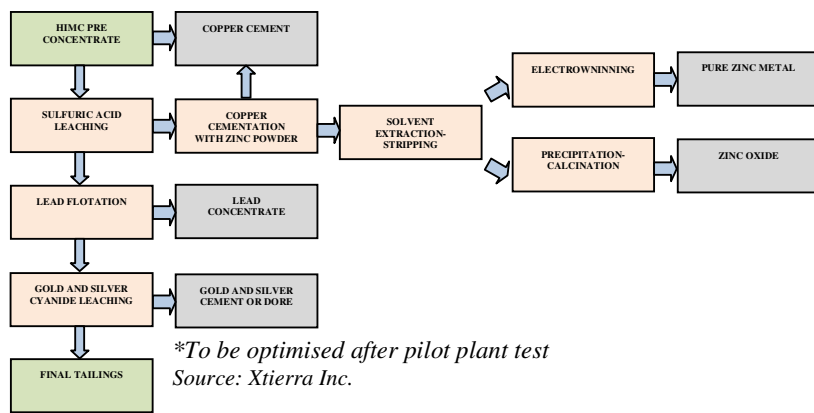 HIMC PRE
CONCENTRATE
COPPER CEMENT
ELECTROWNINNING
PURE ZINC METAL
SULFURIC ACID
LEACHING
COPPER
CEMENTATION
WITH ZINC POWDER
SOLVENT
EXTRACTION-
STRIPPING
PRECIPITATION-
CALCINATION
ZINC OXIDE
LEAD FLOTATION
LEAD
CONCENTRATE
GOLD AND SILVER
CYANIDE LEACHING
GOLD AND SILVER
CEMENT OR DORE
FINAL TAILINGS
*To be optimised after pilot plant test
Source: Xtierra Inc.